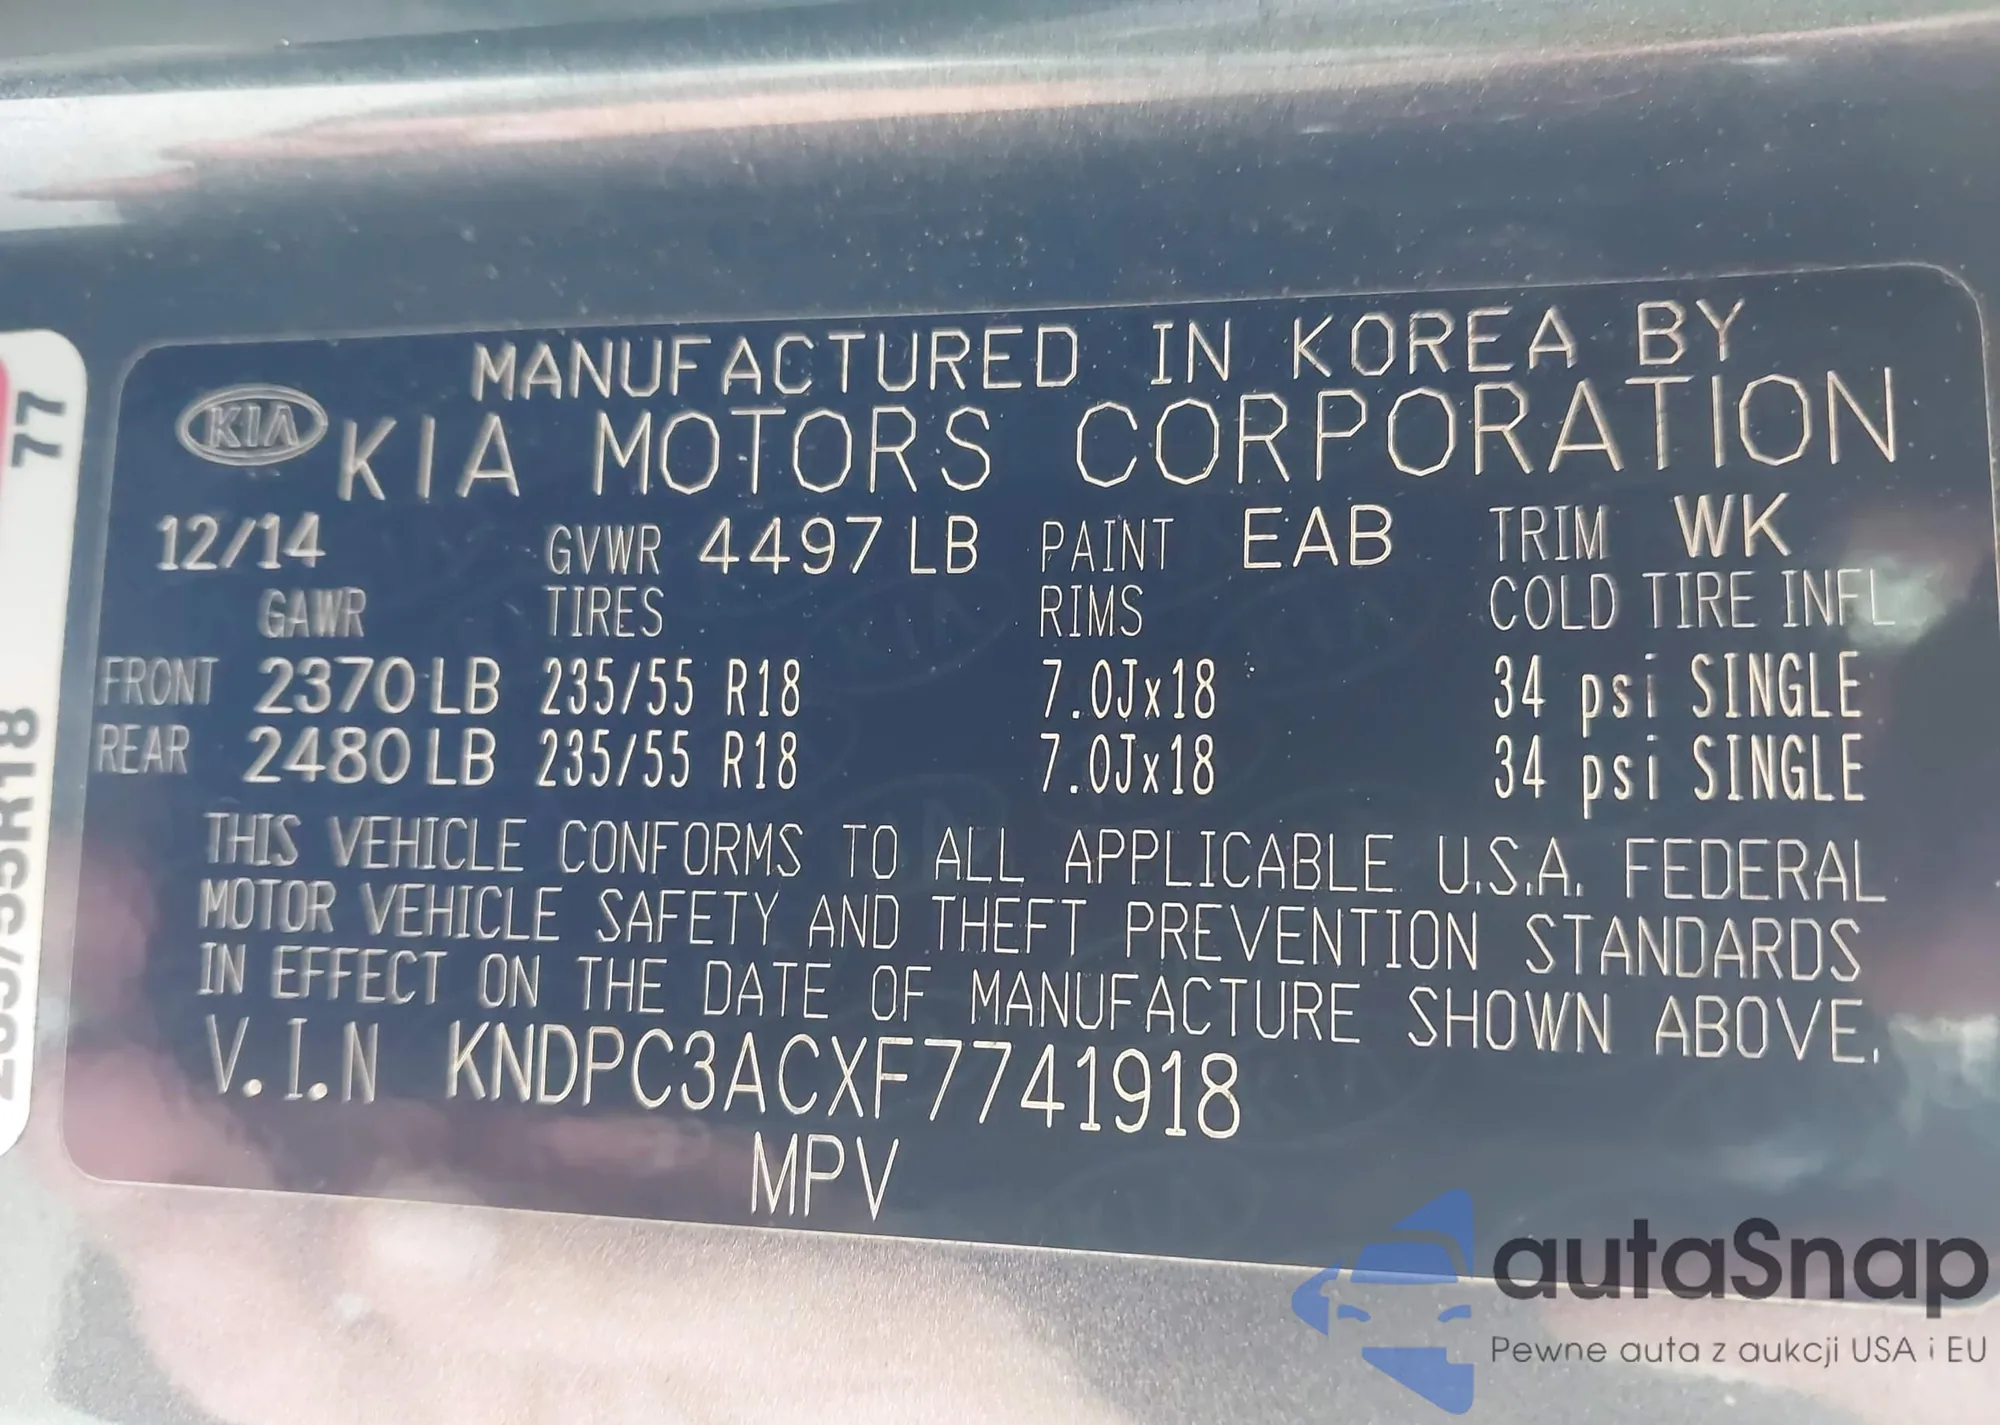 MANUFACTURED IN KOREA BY
KIA KIA MOTORS CORPORATION
12/14 GVWR 4497 LB PAINT EAB TRIM WK
GAWR TIRES RIMS COLD TIRE INFL
FRONT 2370 LB 235/55 R18 7.0Jx18 34 psi SINGLE
REAR 2480 LB 235/55 R18 7.0Jx18 34 psi SINGLE
THIS VEHICLE CONFORMS TO ALL APPLICABLE U.S.A. FEDERAL
MOTOR VEHICLE SAFETY AND THEFT PREVENTION STANDARDS
IN EFFECT ON THE DATE OF MANUFACTURE SHOWN ABOVE.
V.I.N KNDPC3ACXF7741918
MPV
77
235/55R18
autaSnap
Pewne auta z aukcji USA i EU